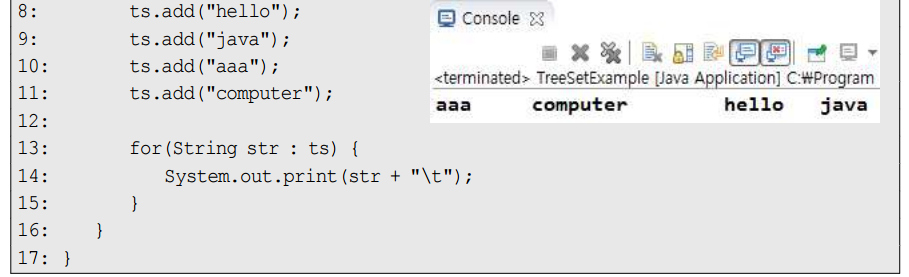 8: ts.add("hello");
9: ts.add("java");
10: ts.add("aaa");
11: ts.add("computer");
12:
13: for(String str : ts) {
14: System.out.print(str + "\t");
15: }
16: }
17: }
Console
<terminated> TreeSetExample [Java Application] C:₩Program
aaa computer hello java